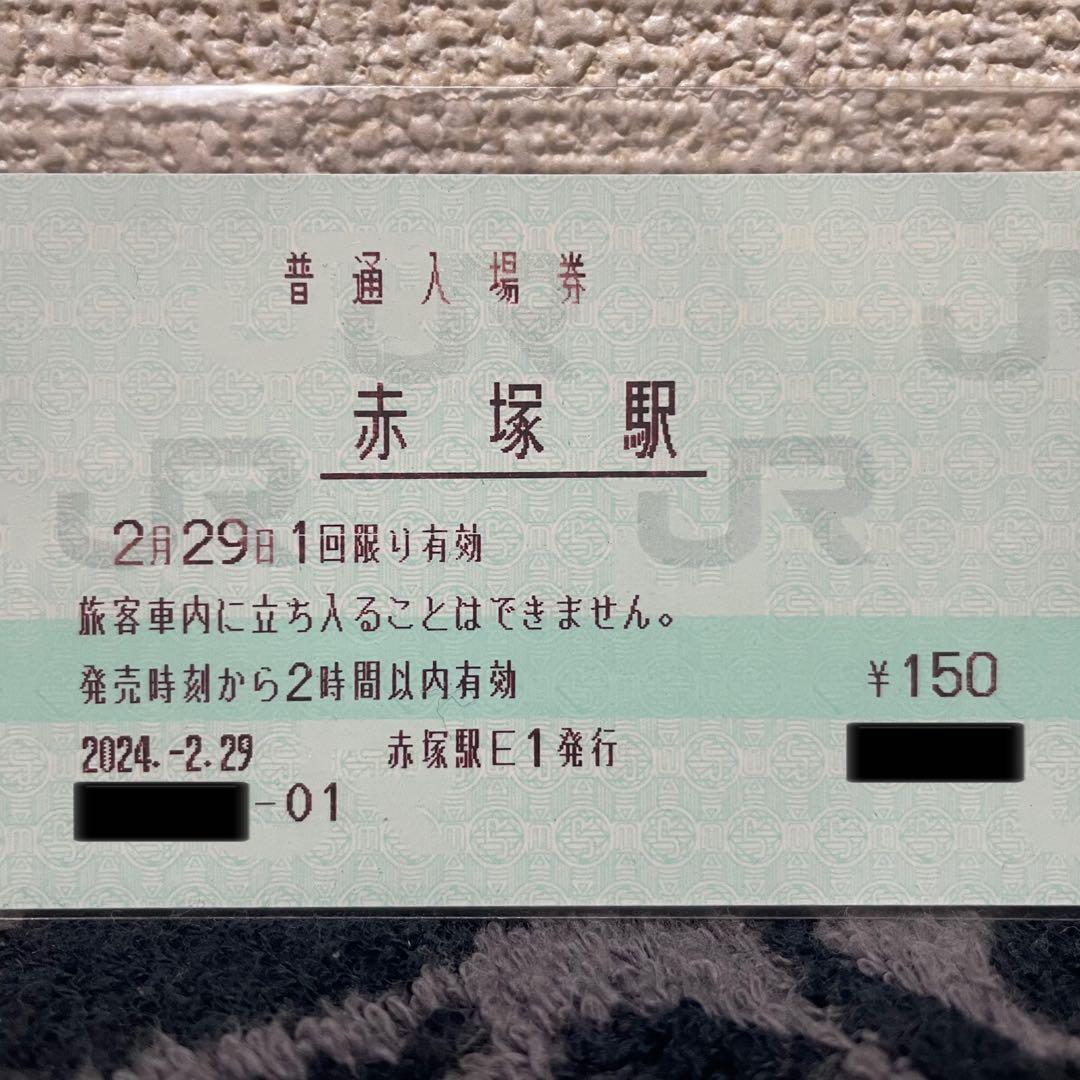 普通入場券
赤塚駅
2月29日1回限り有効
旅客車内に立ち入ることはできません。
発売時刻から2時間以内有効
¥150
2024.-2.29
赤塚駅E1発行
-01
JR
JR